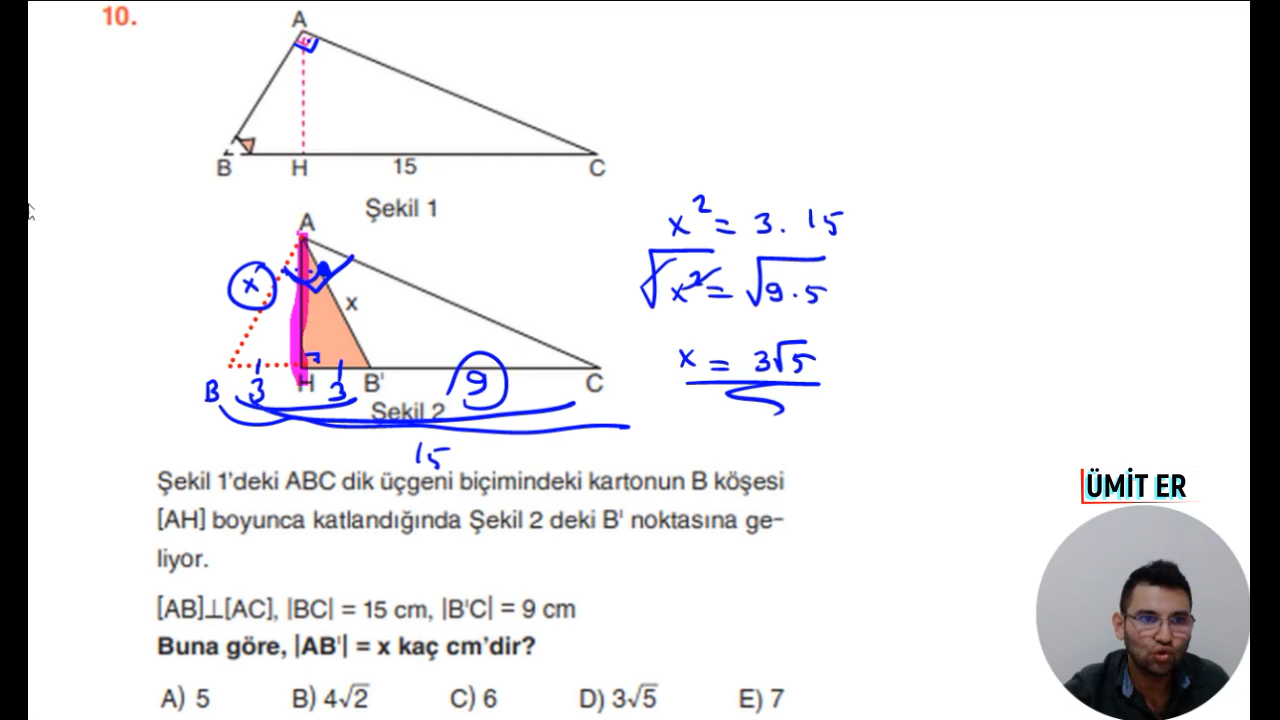 10.
A
B
H
15
C
Şekil 1
A
x
x
B
3
H
3
B'
9
C
Şekil 2
15
x² = 3. 15
√x² = √9.5
x = 3√5
Şekil 1'deki ABC dik üçgeni biçimindeki kartonun B köşesi
[AH] boyunca katlandığında Şekil 2 deki B' noktasına ge-
liyor.
[AB]⊥[AC], |BC| = 15 cm, |B'C| = 9 cm
Buna göre, |AB'| = x kaç cm'dir?
A) 5 B) 4√2 C) 6 D) 3√5 E) 7
ÜMİT ER